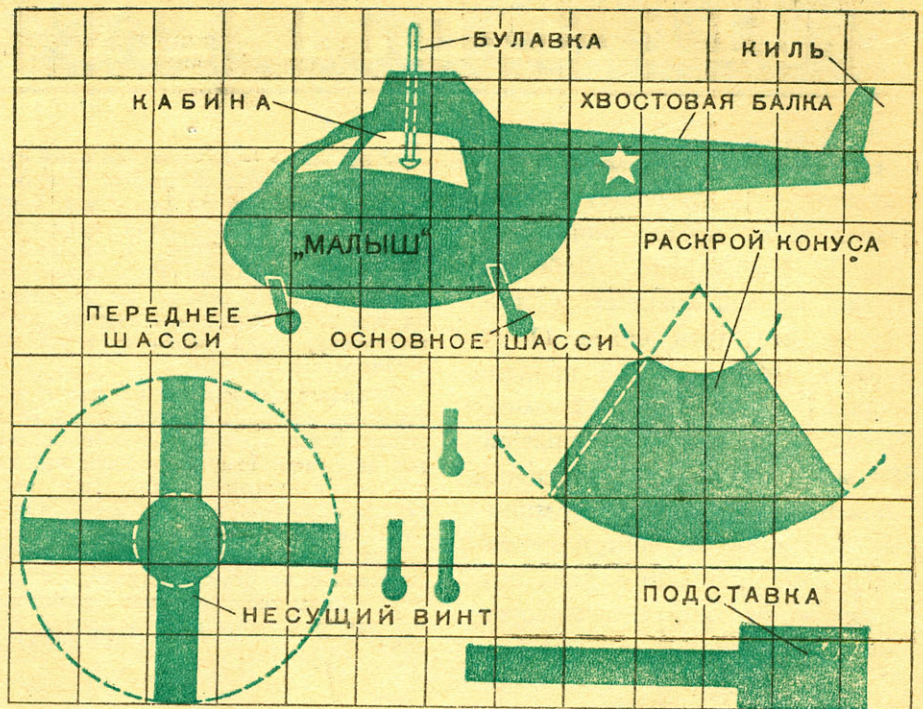 БУЛАВКА
КИЛЬ
КАБИНА
ХВОСТОВАЯ БАЛКА
„МАЛЫШ“
РАСКРОЙ КОНУСА
ПЕРЕДНЕЕ
ШАССИ
ОСНОВНОЕ ШАССИ
НЕСУЩИЙ ВИНТ
ПОДСТАВКА